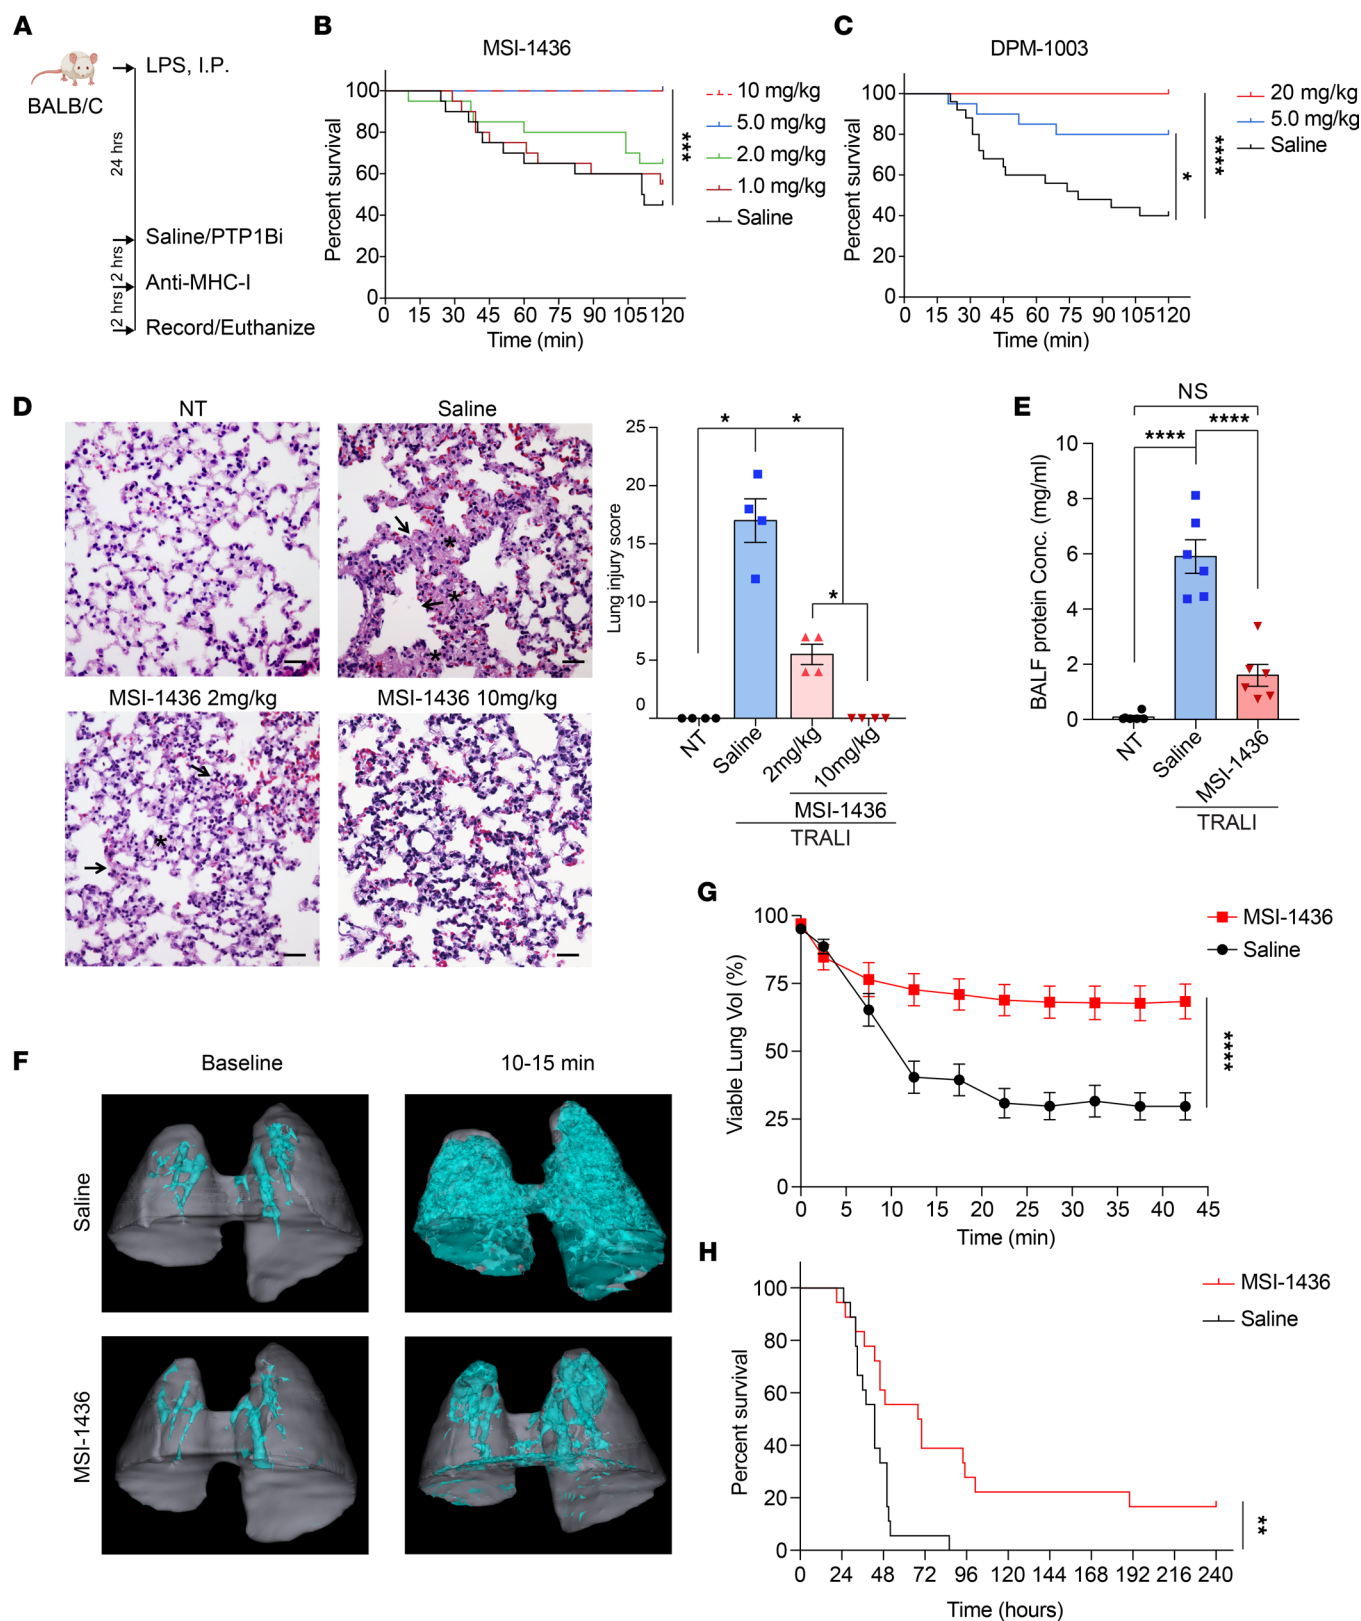 A
BALB/C
LPS, I.P.
24 hrs
Saline/PTP1Bi
2 hrs
Anti-MHC-I
2 hrs
Record/Euthanize
B
MSI-1436
Percent survival
100
80
60
40
20
0
0 15 30 45 60 75 90 105 120
Time (min)
10 mg/kg
5.0 mg/kg
2.0 mg/kg
1.0 mg/kg
Saline
***
C
DPM-1003
Percent survival
100
80
60
40
20
0
0 15 30 45 60 75 90 105 120
Time (min)
20 mg/kg
5.0 mg/kg
Saline
*
****
D
NT
Saline
*
*
*
MSI-1436 2mg/kg
MSI-1436 10mg/kg
*
Lung injury score
25
20
15
10
5
0
*
*
*
NT
Saline
2mg/kg
10mg/kg
MSI-1436
TRALI
E
NS
****
****
BALF protein Conc. (mg/ml)
10
8
6
4
2
0
NT
Saline
MSI-1436
TRALI
F
Baseline
10-15 min
Saline
MSI-1436
G
Viable Lung Vol (%)
100
75
50
25
0
0 5 10 15 20 25 30 35 40 45
Time (min)
MSI-1436
Saline
****
H
Percent survival
100
80
60
40
20
0
0 24 48 72 96 120 144 168 192 216 240
Time (hours)
MSI-1436
Saline
**